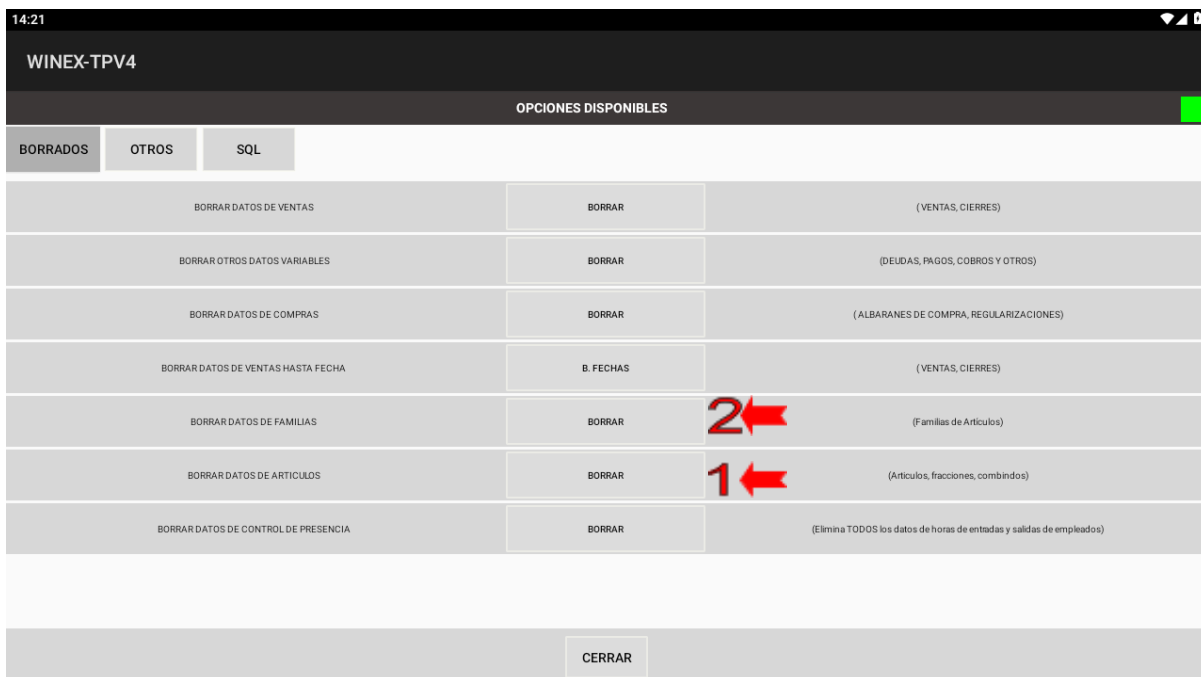 14:21
WINEX-TPV4
OPCIONES DISPONIBLES
BORRADOS OTROS SQL
BORRAR DATOS DE VENTAS BORRAR ( VENTAS, CIERRES)
BORRAR OTROS DATOS VARIABLES BORRAR (DEUDAS, PAGOS, COBROS Y OTROS)
BORRAR DATOS DE COMPRAS BORRAR ( ALBARANES DE COMPRA, REGULARIZACIONES)
BORRAR DATOS DE VENTAS HASTA FECHA B. FECHAS ( VENTAS, CIERRES)
BORRAR DATOS DE FAMILIAS BORRAR 2 (Familias de Artículos)
BORRAR DATOS DE ARTICULOS BORRAR 1 (Articulos, fracciones, combindos)
BORRAR DATOS DE CONTROL DE PRESENCIA BORRAR (Elimina TODOS los datos de horas de entradas y salidas de empleados)
CERRAR